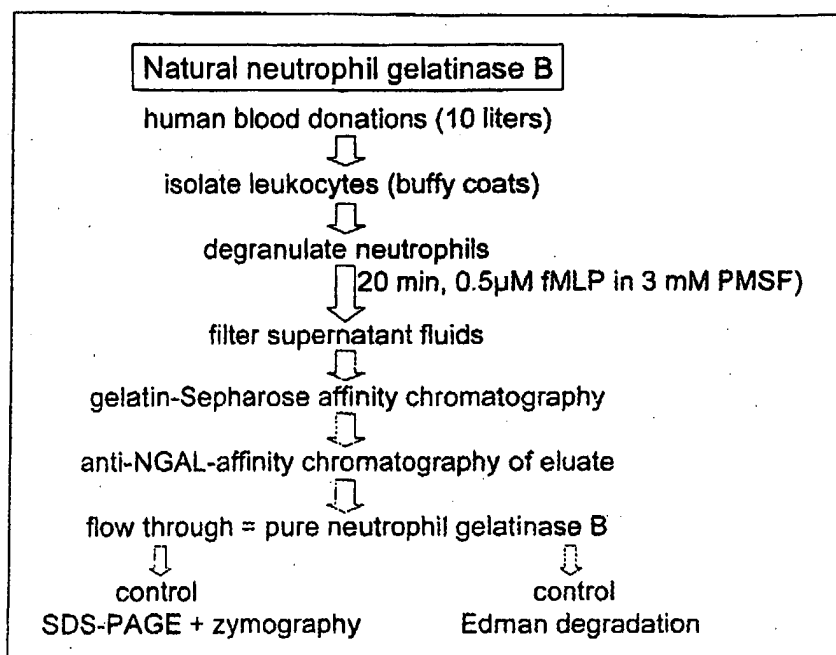 Natural neutrophil gelatinase B
human blood donations (10 liters)
isolate leukocytes (buffy coats)
degranulate neutrophils
20 min, 0.5µM fMLP in 3 mM PMSF)
filter supernatant fluids
gelatin-Sepharose affinity chromatography
anti-NGAL-affinity chromatography of eluate
flow through = pure neutrophil gelatinase B
control
SDS-PAGE + zymography
control
Edman degradation